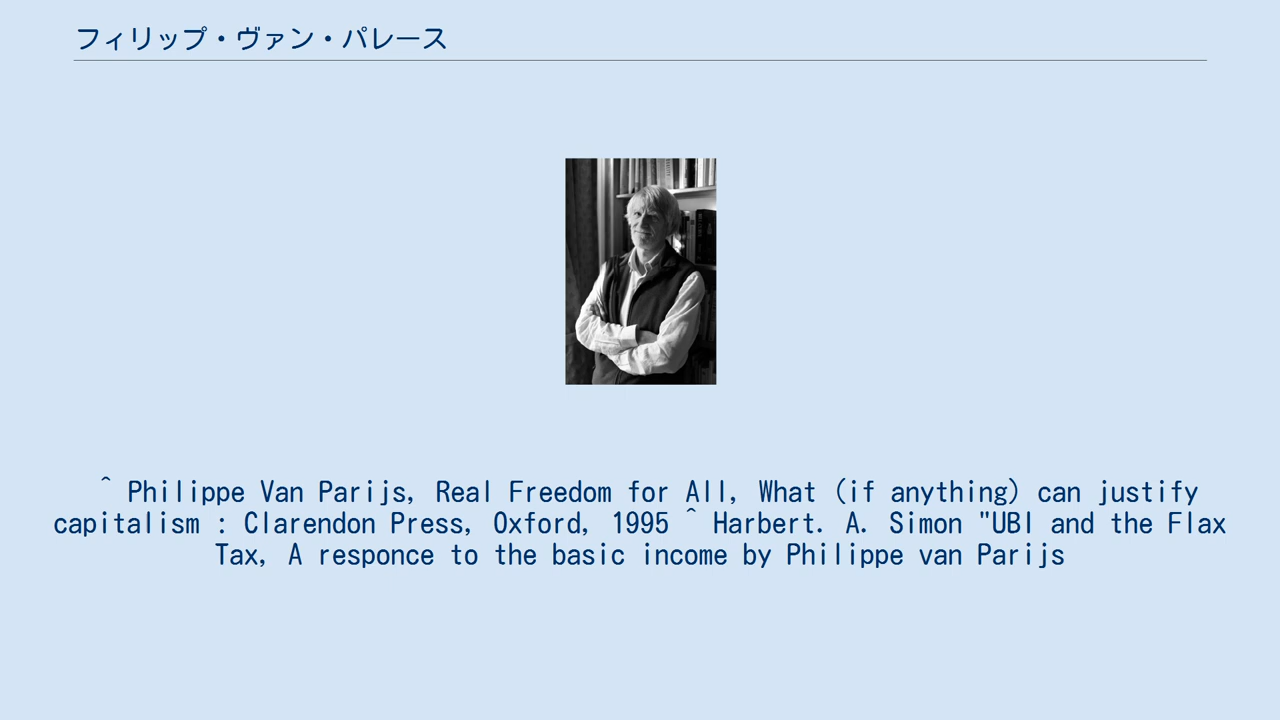 フィリップ・ヴァン・パレース
^ Philippe Van Parijs, Real Freedom for All, What (if anything) can justify
capitalism : Clarendon Press, Oxford, 1995 ^ Harbert. A. Simon "UBI and the Flax
Tax, A responce to the basic income by Philippe van Parijs